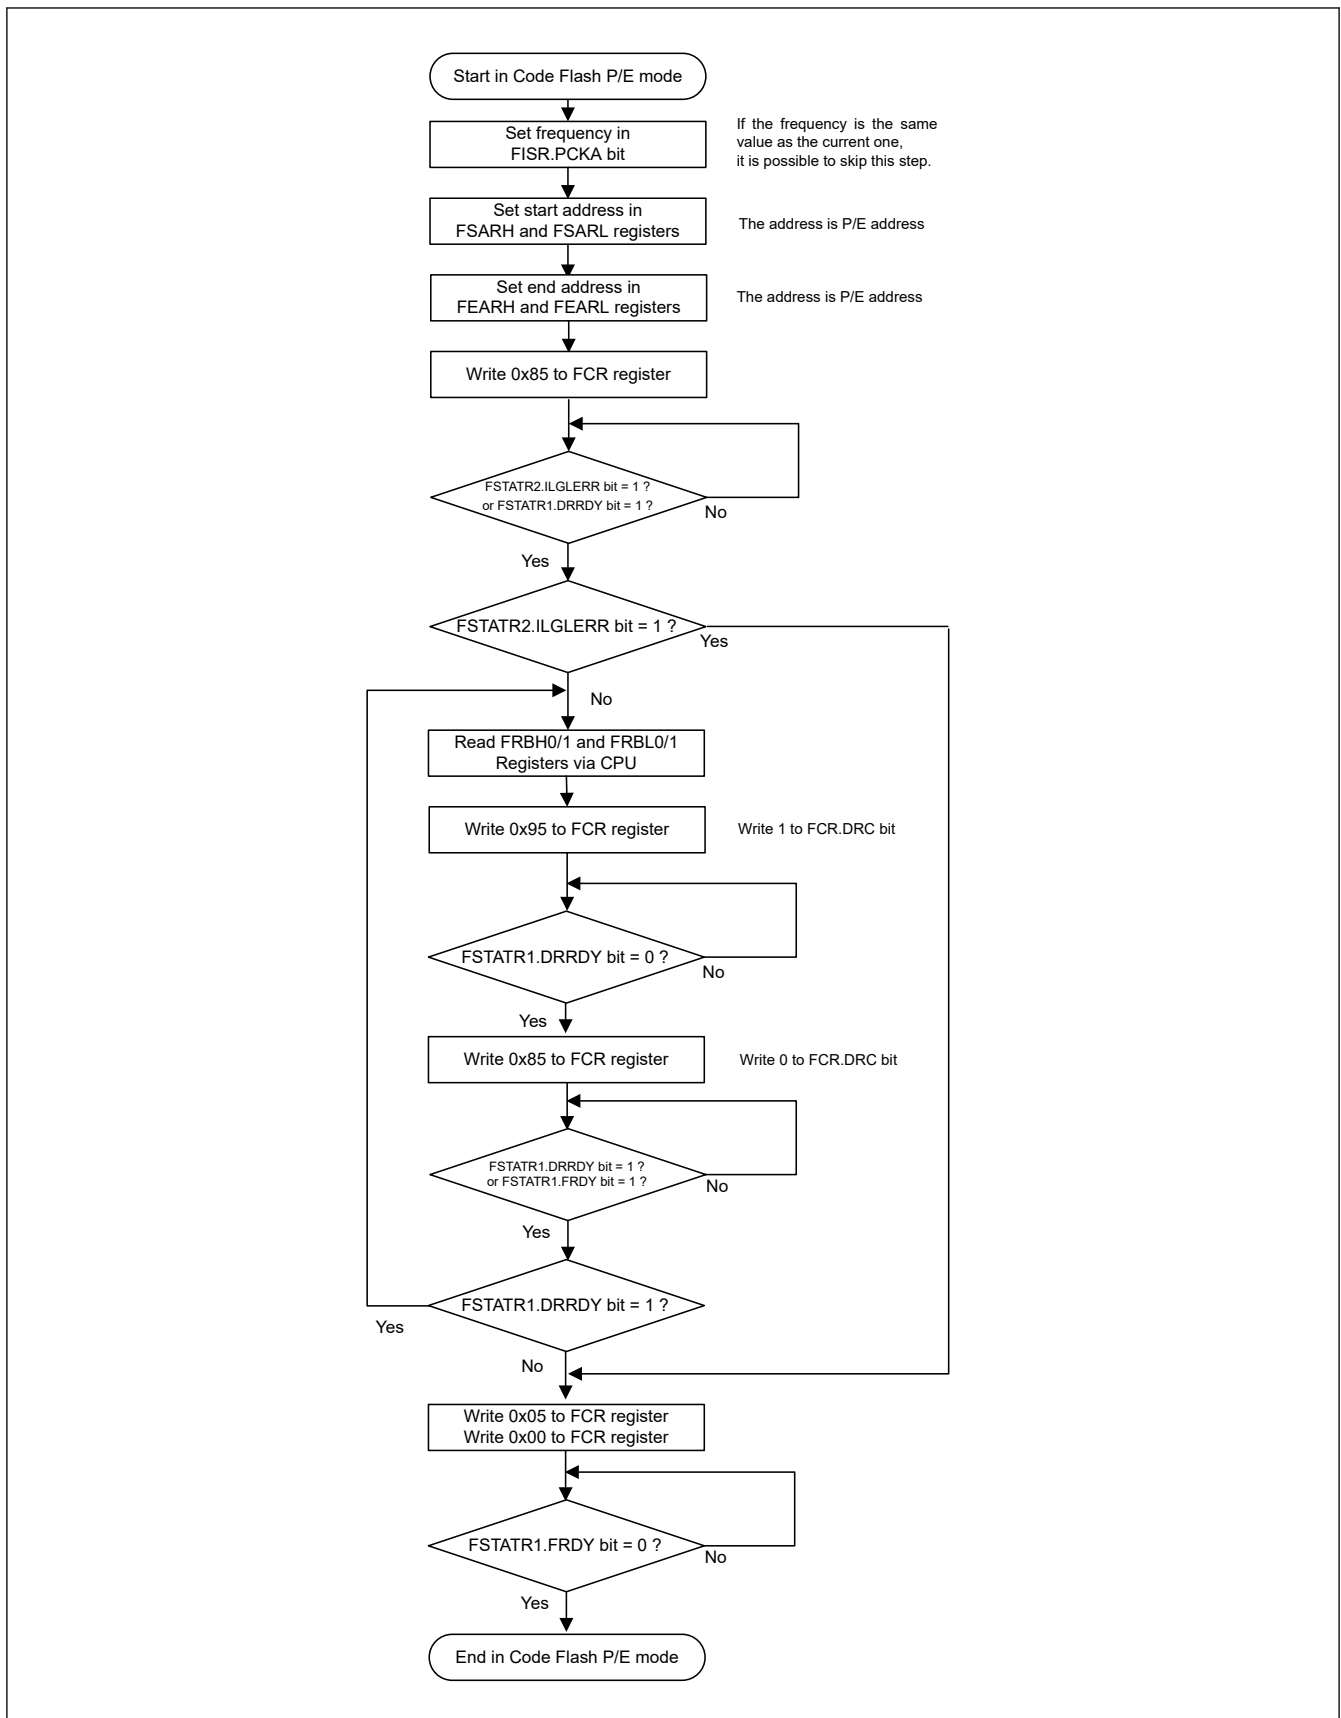 Start in Code Flash P/E mode
Set frequency in
FISR.PCKA bit
If the frequency is the same
value as the current one,
it is possible to skip this step.
Set start address in
FSARH and FSARL registers
The address is P/E address
Set end address in
FEARH and FEARL registers
The address is P/E address
Write 0x85 to FCR register
FSTATR2.ILGLERR bit = 1 ?
or FSTATR1.DRRDY bit = 1 ?
No
Yes
FSTATR2.ILGLERR bit = 1 ?
Yes
No
Read FRBH0/1 and FRBL0/1
Registers via CPU
Write 0x95 to FCR register
Write 1 to FCR.DRC bit
FSTATR1.DRRDY bit = 0 ?
No
Yes
Write 0x85 to FCR register
Write 0 to FCR.DRC bit
FSTATR1.DRRDY bit = 1 ?
or FSTATR1.FRDY bit = 1 ?
No
Yes
FSTATR1.DRRDY bit = 1 ?
Yes
No
Write 0x05 to FCR register
Write 0x00 to FCR register
FSTATR1.FRDY bit = 0 ?
No
Yes
End in Code Flash P/E mode